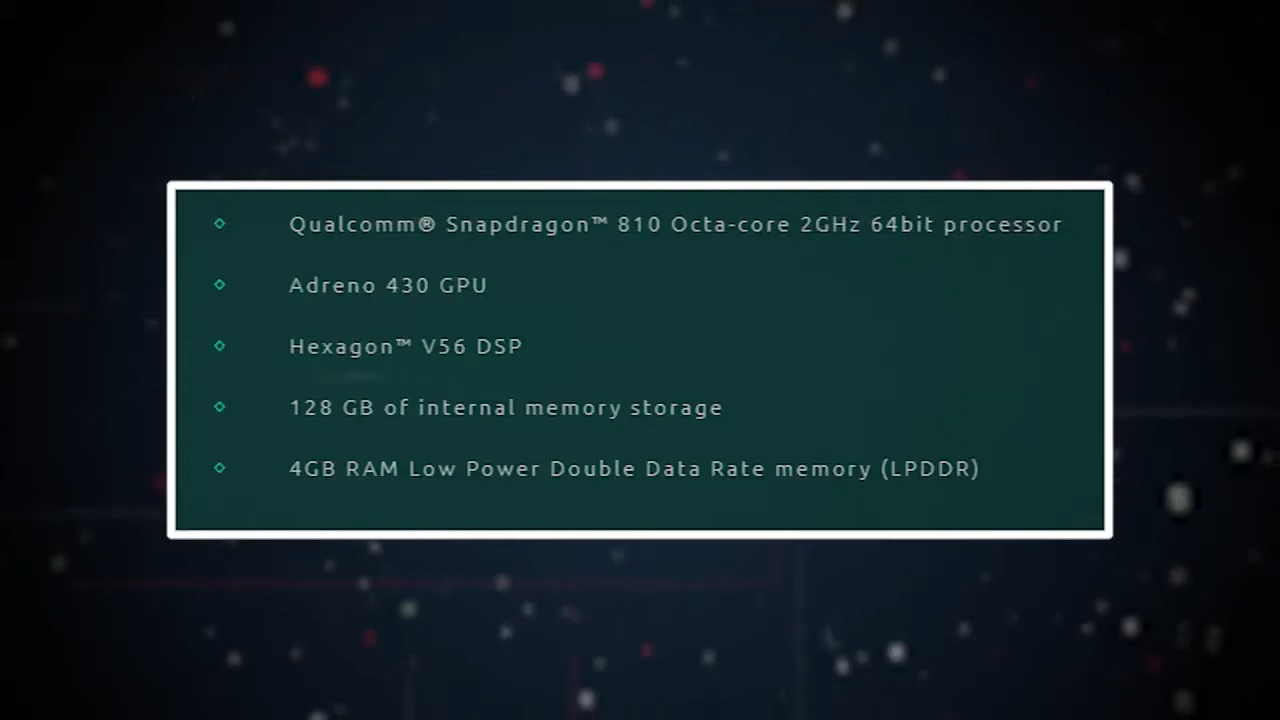 Qualcomm® Snapdragon™ 810 Octa-core 2GHz 64bit processor
Adreno 430 GPU
Hexagon™ V56 DSP
128 GB of internal memory storage
4GB RAM Low Power Double Data Rate memory (LPDDR)